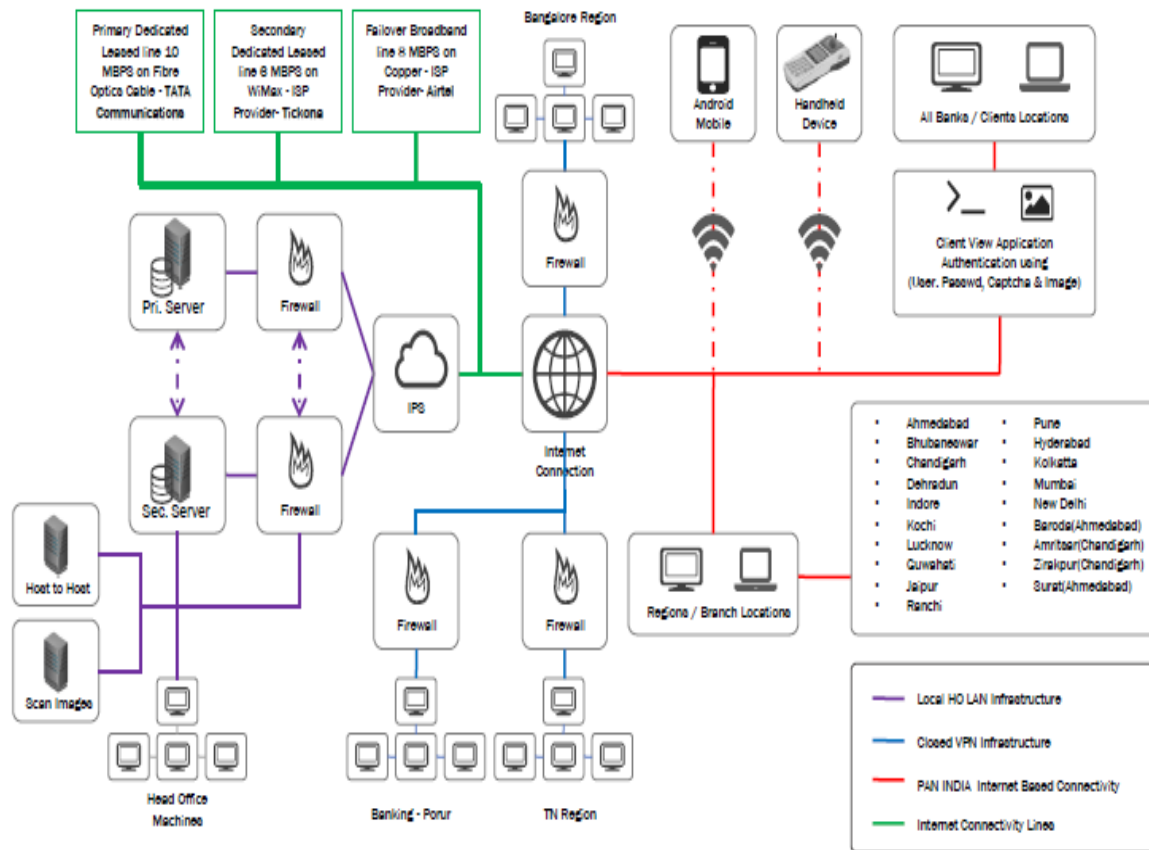 Primary Dedicated
Leased line 10
MBPS on Fibre
Optics Cable - TATA
Communications
Secondary
Dedicated Leased
line 6 MBPS on
WiMax - ISP
Provider- Tickona
Failover Broadband
line 8 MBPS on
Copper - ISP
Provider- Airtel
Bangalore Region
Android
Mobile
Handheld
Device
All Banks / Clients Locations
Firewall
Client View Application
Authentication using
(User. Passwd, Captcha & Image)
Pri. Server
Firewall
IPS
Internet
Connection
Sec. Server
Firewall
Host to Host
Scan Images
Head Office
Machines
Firewall
Banking - Porur
Firewall
TN Region
Regions / Branch Locations
Ahmedabad
Bhubaneswar
Chandigarh
Dehradun
Indore
Kochi
Lucknow
Guwahati
Jaipur
Ranchi
Pune
Hyderabad
Kolkatta
Mumbai
New Delhi
Baroda(Ahmedabad)
Amritsar(Chandigarh)
Zirakpur(Chandigarh)
Surat(Ahmedabad)
Local HO LAN Infrastructure
Closed VPN Infrastructure
PAN INDIA Internet Based Connectivity
Internet Connectivity Lines